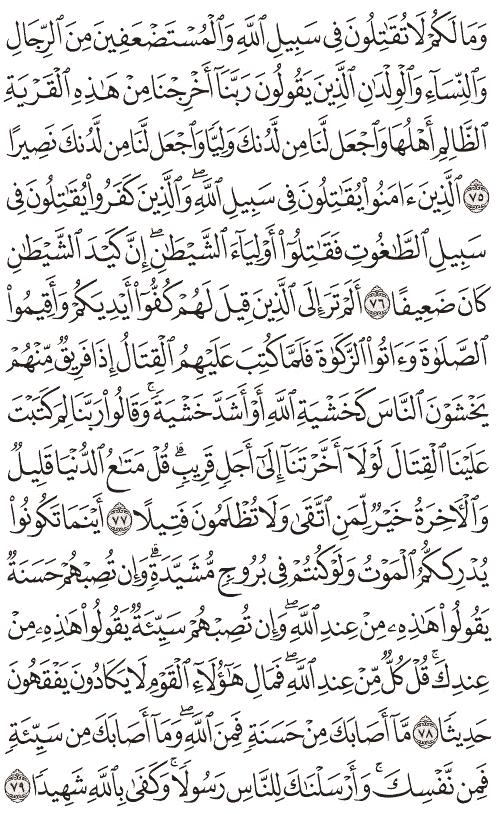 وَمَا لَكُمْ لَا تُقَٰتِلُونَ فِى سَبِيلِ ٱللَّهِ وَٱلْمُسْتَضْعَفِينَ مِنَ ٱلرِّجَالِ
وَٱلنِّسَآءِ وَٱلْوِلْدَٰنِ ٱلَّذِينَ يَقُولُونَ رَبَّنَآ أَخْرِجْنَا مِنْ هَٰذِهِ ٱلْقَرْيَةِ
ٱلظَّالِمِ أَهْلُهَا وَٱجْعَل لَّنَا مِن لَّدُنكَ وَلِيًّا وَٱجْعَل لَّنَا مِن لَّدُنكَ نَصِيرًا
۝٧٥ ٱلَّذِينَ ءَامَنُوا۟ يُقَٰتِلُونَ فِى سَبِيلِ ٱللَّهِ ۖ وَٱلَّذِينَ كَفَرُوا۟ يُقَٰتِلُونَ فِى
سَبِيلِ ٱلطَّٰغُوتِ فَقَٰتِلُوٓا۟ أَوْلِيَآءَ ٱلشَّيْطَٰنِ ۖ إِنَّ كَيْدَ ٱلشَّيْطَٰنِ
كَانَ ضَعِيفًا ۝٧٦ أَلَمْ تَرَ إِلَى ٱلَّذِينَ قِيلَ لَهُمْ كُفُّوٓا۟ أَيْدِيَكُمْ وَأَقِيمُوا۟
ٱلصَّلَوٰةَ وَءَاتُوا۟ ٱلزَّكَوٰةَ فَلَمَّا كُتِبَ عَلَيْهِمُ ٱلْقِتَالُ إِذَا فَرِيقٌ مِّنْهُمْ
يَخْشَوْنَ ٱلنَّاسَ كَخَشْيَةِ ٱللَّهِ أَوْ أَشَدَّ خَشْيَةً ۚ وَقَالُوا۟ رَبَّنَا لِمَ كَتَبْتَ
عَلَيْنَا ٱلْقِتَالَ لَوْلَآ أَخَّرْتَنَآ إِلَىٰٓ أَجَلٍ قَرِيبٍ ۗ قُلْ مَتَٰعُ ٱلدُّنْيَا قَلِيلٌ
وَٱلْءَاخِرَةُ خَيْرٌ لِّمَنِ ٱتَّقَىٰ وَلَا تُظْلَمُونَ فَتِيلًا ۝٧٧ أَيْنَمَا تَكُونُوا۟
يُدْرِككُّمُ ٱلْمَوْتُ وَلَوْ كُنتُمْ فِى بُرُوجٍ مُّشَيَّدَةٍ ۗ وَإِن تُصِبْهُمْ حَسَنَةٌ
يَقُولُوا۟ هَٰذِهِۦ مِنْ عِندِ ٱللَّهِ ۖ وَإِن تُصِبْهُمْ سَيِّئَةٌ يَقُولُوا۟ هَٰذِهِۦ مِنْ
عِندِكَ ۚ قُلْ كُلٌّ مِّنْ عِندِ ٱللَّهِ ۖ فَمَالِ هَٰٓؤُلَآءِ ٱلْقَوْمِ لَا يَكَادُونَ يَفْقَهُونَ
حَدِيثًا ۝٧٨ مَّآ أَصَابَكَ مِنْ حَسَنَةٍ فَمِنَ ٱللَّهِ ۖ وَمَآ أَصَابَكَ مِن سَيِّئَةٍ
فَمِن نَّفْسِكَ ۚ وَأَرْسَلْنَٰكَ لِلنَّاسِ رَسُولًا ۚ وَكَفَىٰ بِٱللَّهِ شَهِيدًا ۝٧٩